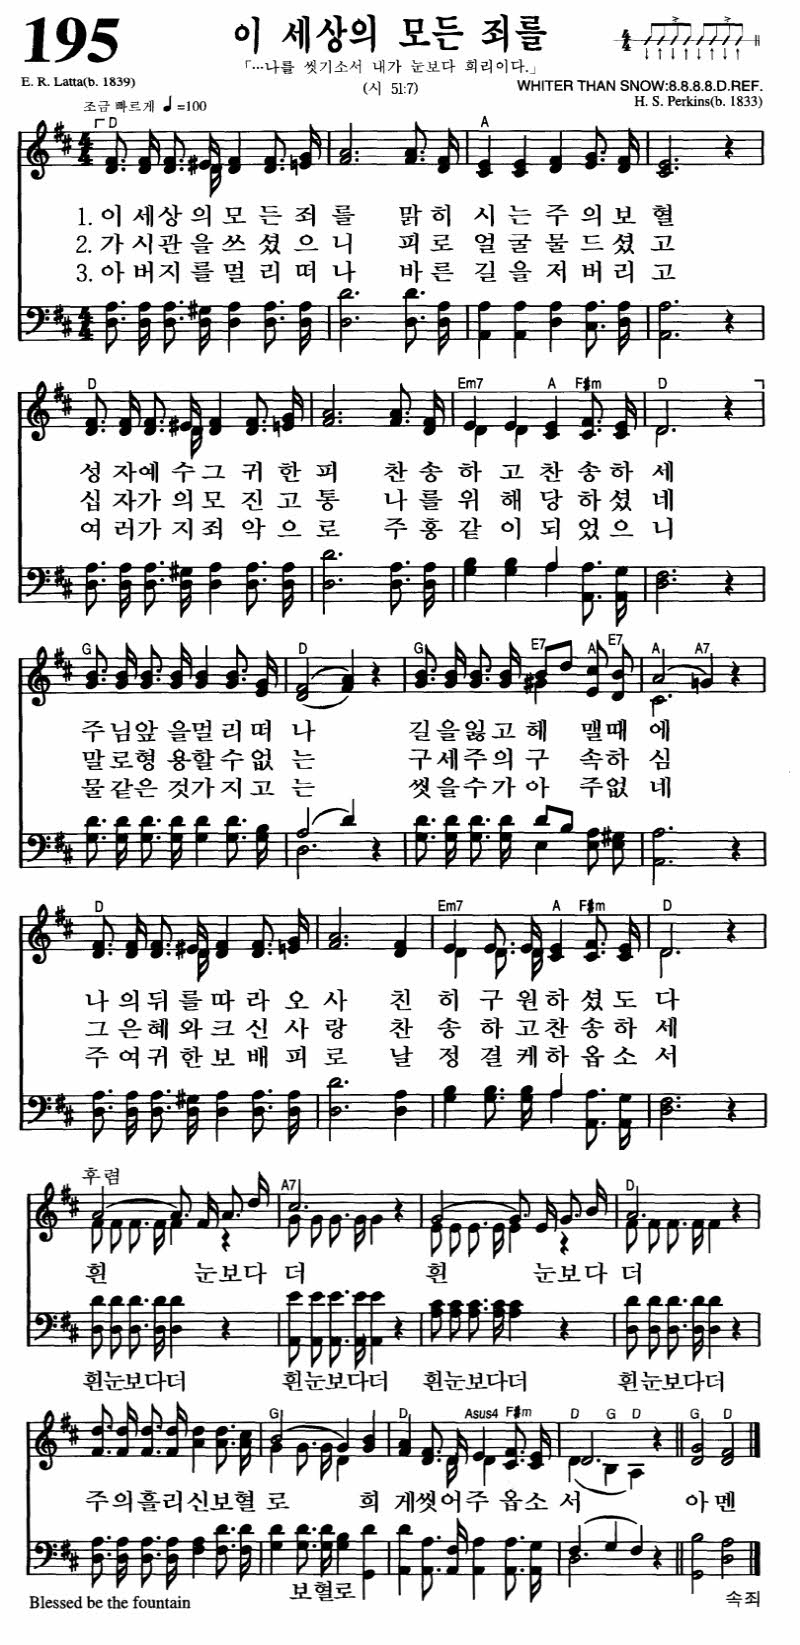 195
이 세상의 모든 죄를
「…나를 씻기소서 내가 눈보다 희리이다.」
E. R. Latta(b. 1839)
(시 51:7)
WHITER THAN SNOW:8.8.8.8.D.REF.
H. S. Perkins(b. 1833)
조금 빠르게 ♩=100
D A
4/4
1. 이 세상의모든죄를 맑히 시는주의보혈
2. 가시관을쓰셨으니 피로 얼굴물드셨고
3. 아버지를멀리떠나 바른 길을저버리고
D Em7 A F#m D
성자예수그귀한피 찬송하고찬송하세
십자가의모진고통 나를위해당하셨네
여러가지죄악으로 주홍같이되었으니
G D G E7 A E7 A A7
주님앞을멀리떠나 길을잃고헤맬때에
말로형용할수없는 구세주의구속하심
물같은것가지고는 씻을수가아주없네
D Em7 A F#m D
나의뒤를따라오사 친히구원하셨도다
그은혜와크신사랑 찬송하고찬송하세
주여귀한보배피로 날정결케하옵소서
후렴
A7 D
흰 눈보다 더 흰 눈보다 더
흰눈보다더 흰눈보다더 흰눈보다더 흰눈보다더
G D Asus4 F#m D G D G D
주의흘리신보혈로 희게씻어주옵소서 아멘
보혈로
Blessed be the fountain
속죄